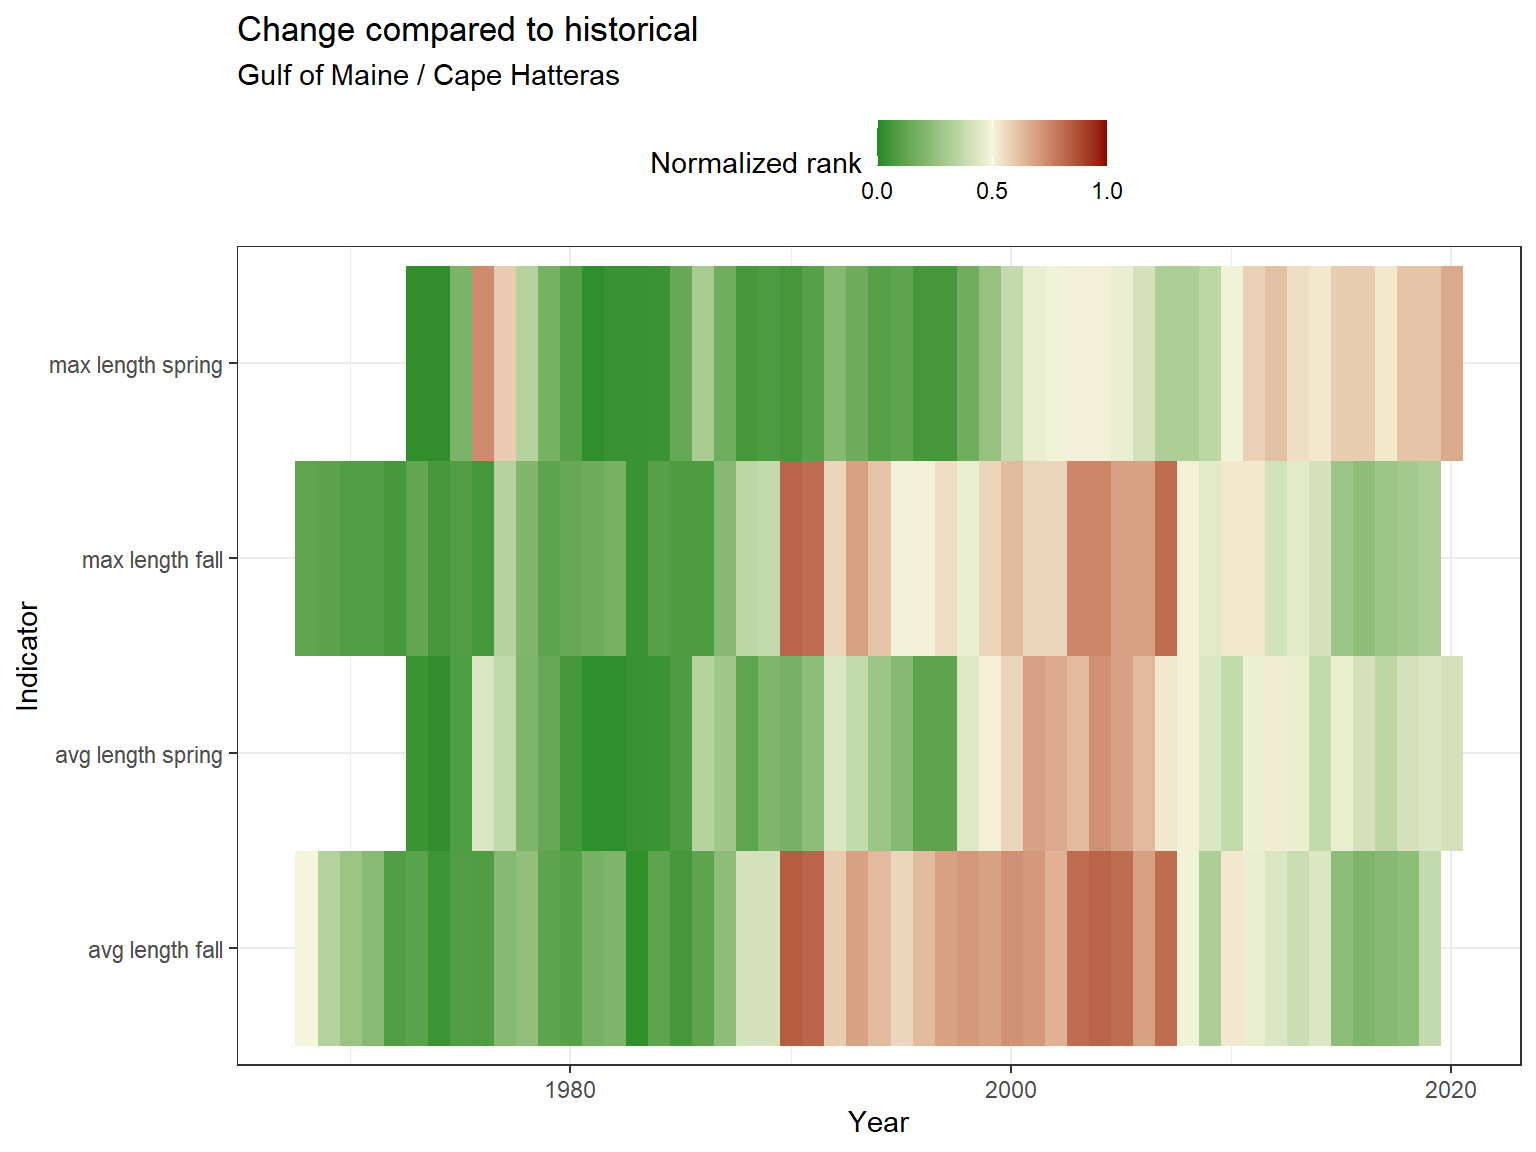 Change compared to historical
Gulf of Maine / Cape Hatteras
Normalized rank
0.0 0.5 1.0
Indicator
max length spring
max length fall
avg length spring
avg length fall
1980 2000 2020
Year